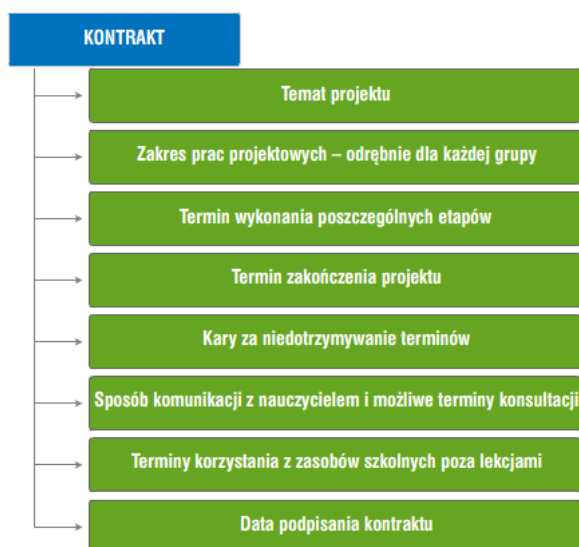 KONTRAKT
Temat projektu
Zakres prac projektowych – odrębnie dla każdej grupy
Termin wykonania poszczególnych etapów
Termin zakończenia projektu
Kary za niedotrzymywanie terminów
Sposób komunikacji z nauczycielem i możliwe terminy konsultacji
Terminy korzystania z zasobów szkolnych poza lekcjami
Data podpisania kontraktu